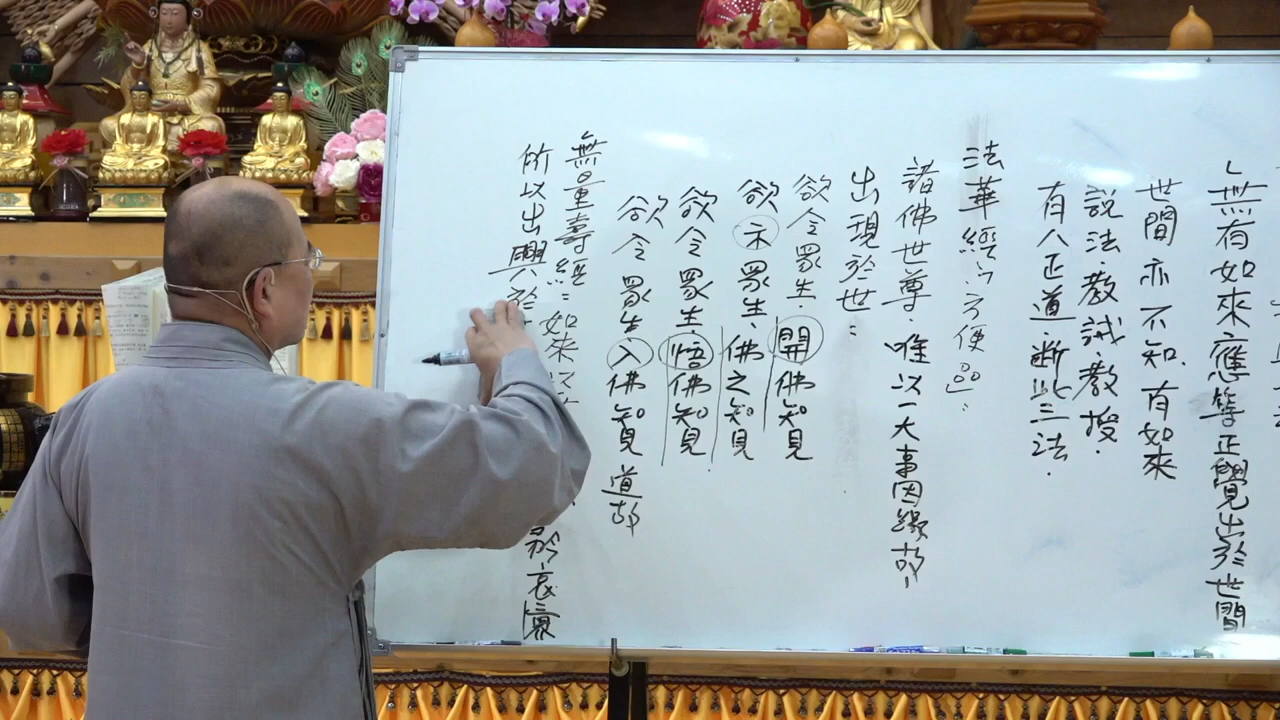 無有如來應等正覺出於世間
世間亦不知有如來
說法、教誡、教授.
有八正道.斷此三法.
法華經 方便品:
諸佛世尊.唯以一大事因緣故、
出現於世:
欲令眾生、開佛知見
欲示眾生、佛之知見
欲令眾生悟佛知見
欲令眾生、入佛知見道故
無量壽經:如來以
哀
所以出興於